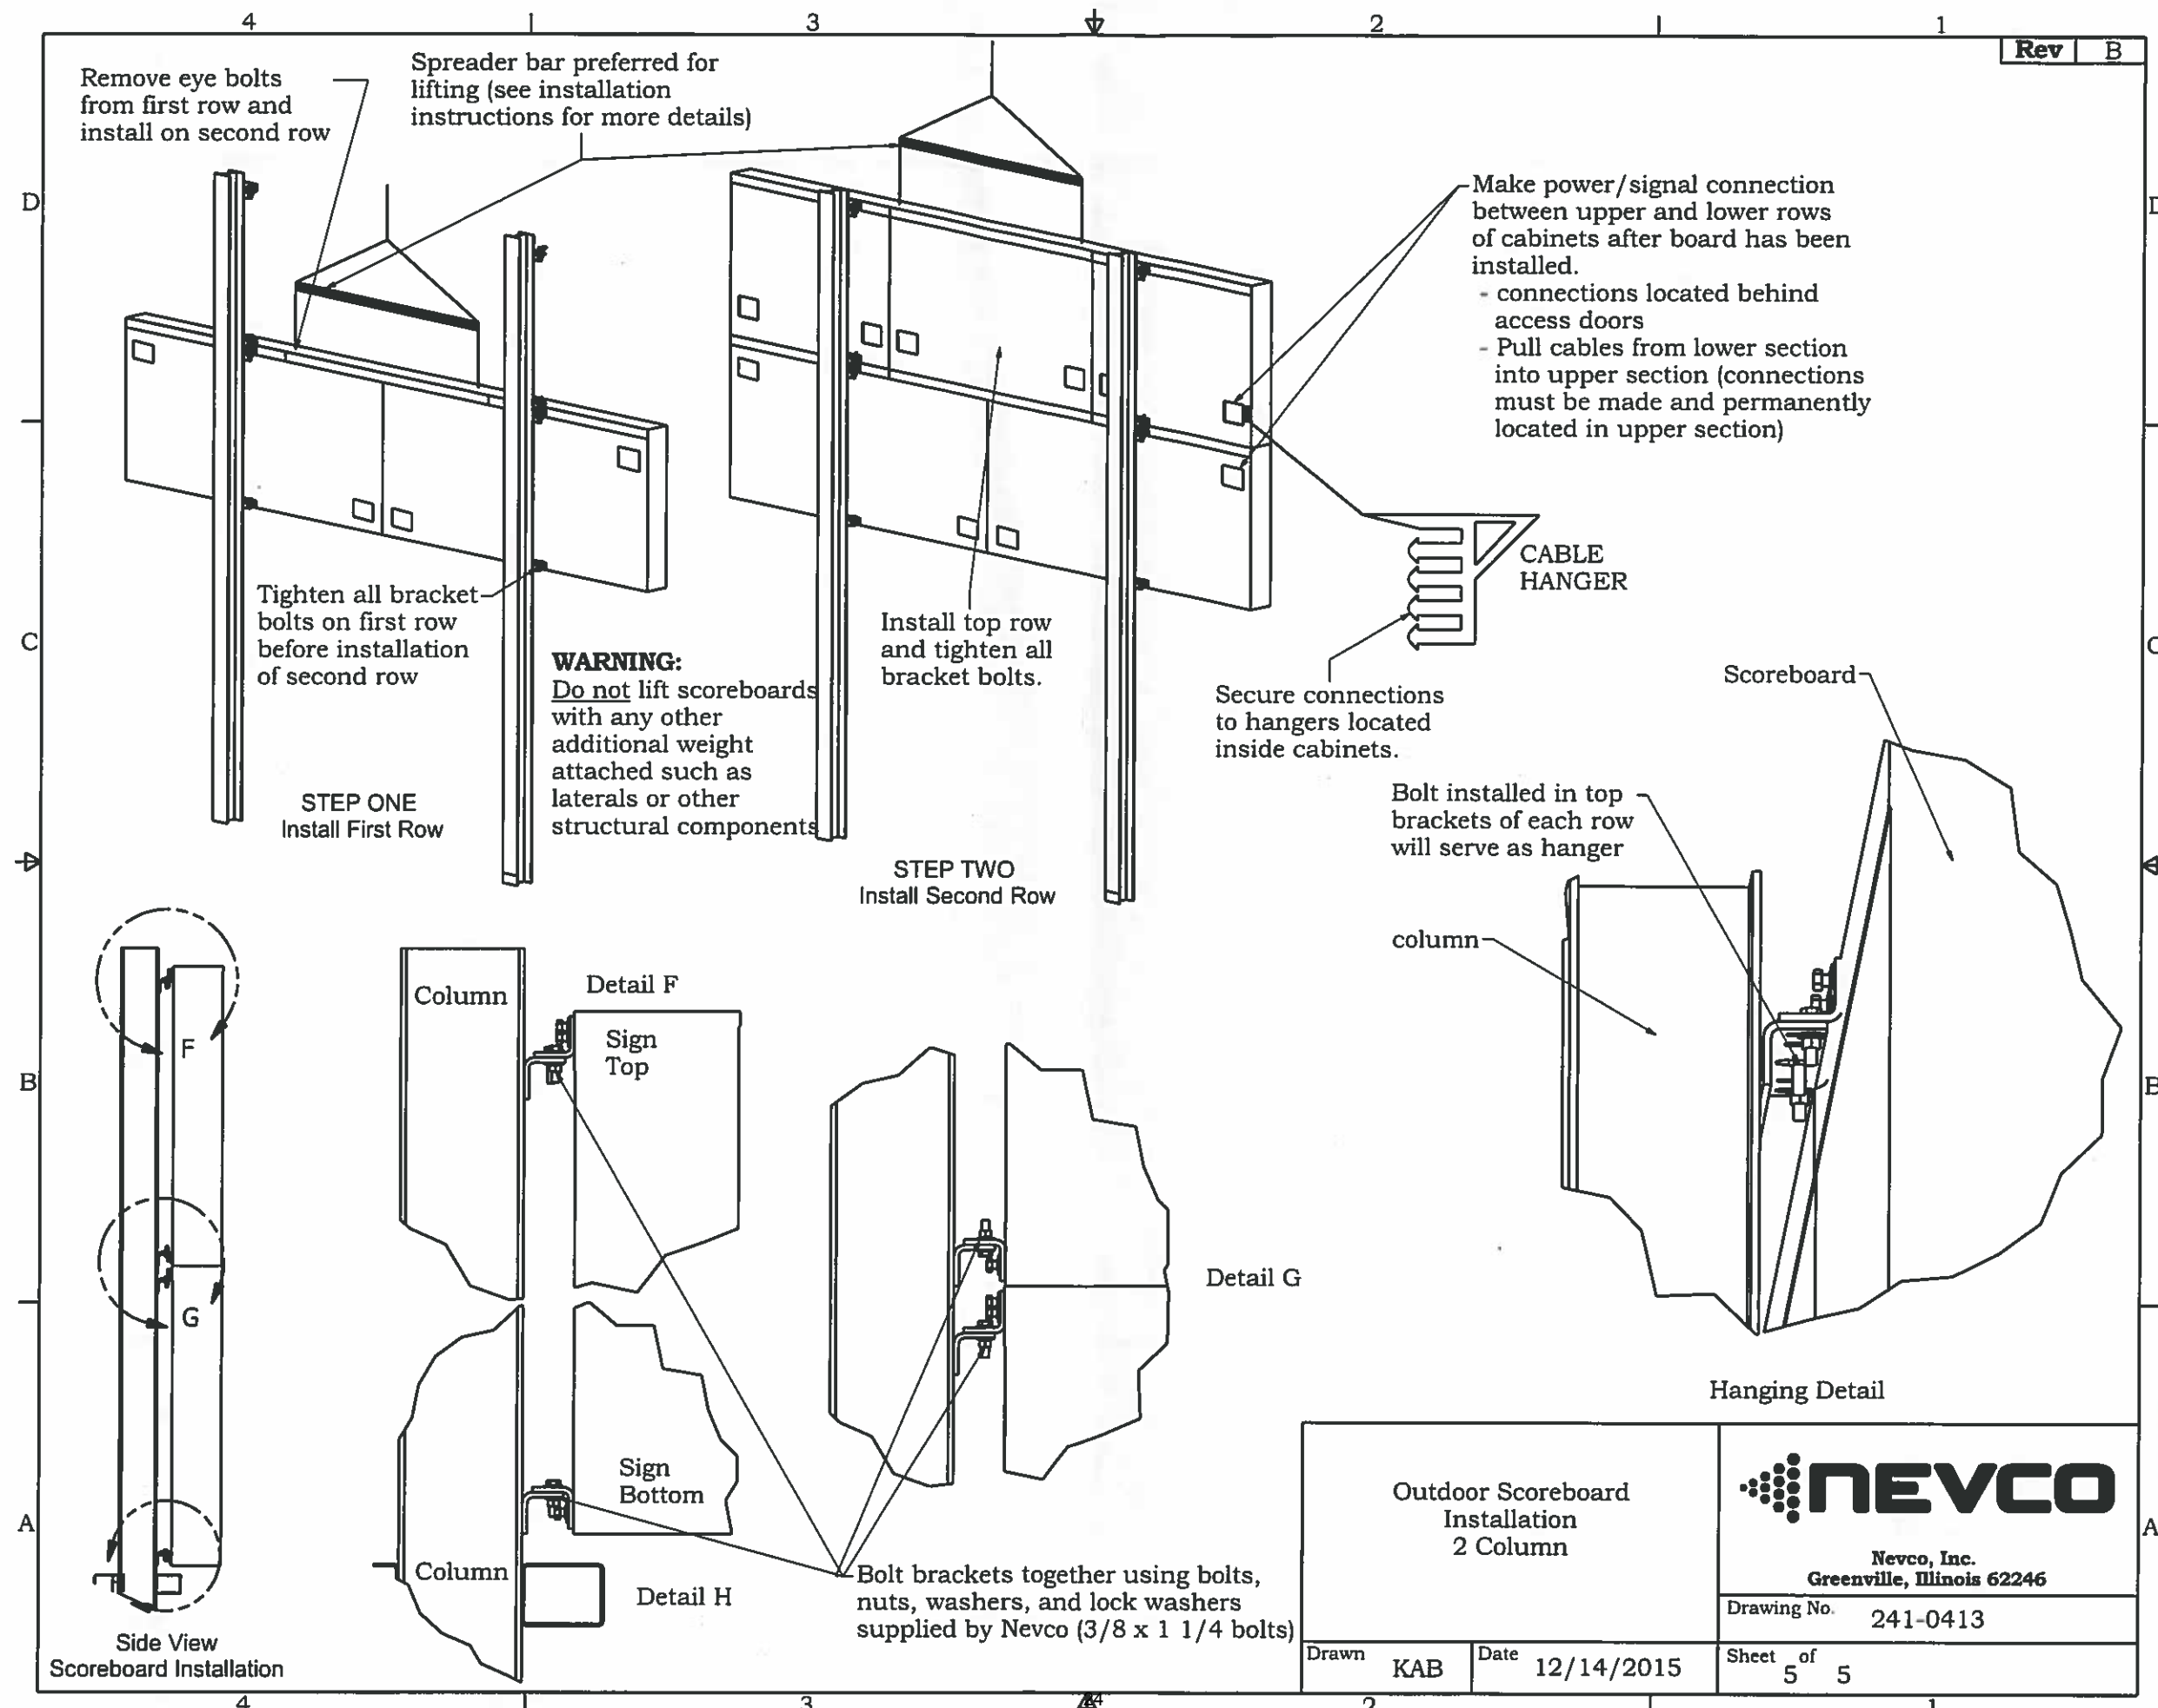 4
3
2
1
Rev B
Remove eye bolts
from first row and
install on second row
Spreader bar preferred for
lifting (see installation
instructions for more details)
D
D
Make power/signal connection
between upper and lower rows
of cabinets after board has been
installed.
- connections located behind
access doors
- Pull cables from lower section
into upper section (connections
must be made and permanently
located in upper section)
CABLE
HANGER
Tighten all bracket
bolts on first row
before installation
of second row
C
C
WARNING:
Do not lift scoreboards
with any other
additional weight
attached such as
laterals or other
structural components
Install top row
and tighten all
bracket bolts.
Secure connections
to hangers located
inside cabinets.
Scoreboard
STEP ONE
Install First Row
STEP TWO
Install Second Row
Bolt installed in top
brackets of each row
will serve as hanger
column
Column
Detail F
Sign
Top
F
B
B
G
Detail G
Hanging Detail
Sign
Bottom
A
A
Column
Detail H
Bolt brackets together using bolts,
nuts, washers, and lock washers
supplied by Nevco (3/8 x 1 1/4 bolts)
Side View
Scoreboard Installation
Outdoor Scoreboard
Installation
2 Column
NEVCO
Nevco, Inc.
Greenville, Illinois 62246
Drawing No. 241-0413
Drawn KAB
Date 12/14/2015
Sheet 5 of 5
4
3
2
1